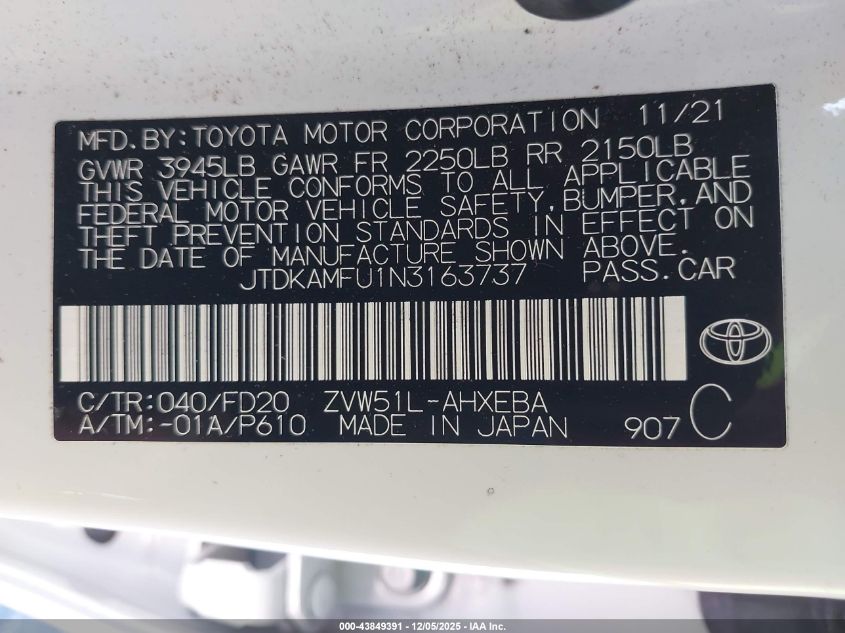 MFD.BY:TOYOTA MOTOR CORPORATION 11/21
GVWR 3945LB GAWR FR 2250LB RR 2150LB
THIS VEHICLE CONFORMS TO ALL APPLICABLE
FEDERAL MOTOR VEHICLE SAFETY,BUMPER,AND
THEFT PREVENTION STANDARDS IN EFFECT ON
THE DATE OF MANUFACTURE SHOWN ABOVE.
JTDKAMFU1N3163737 PASS.CAR
C/TR:040/FD20 ZVW51L-AHXEBA
A/TM:-01A/P610 MADE IN JAPAN 907 C
000-43849391 - 12/05/2025 - IAA Inc.